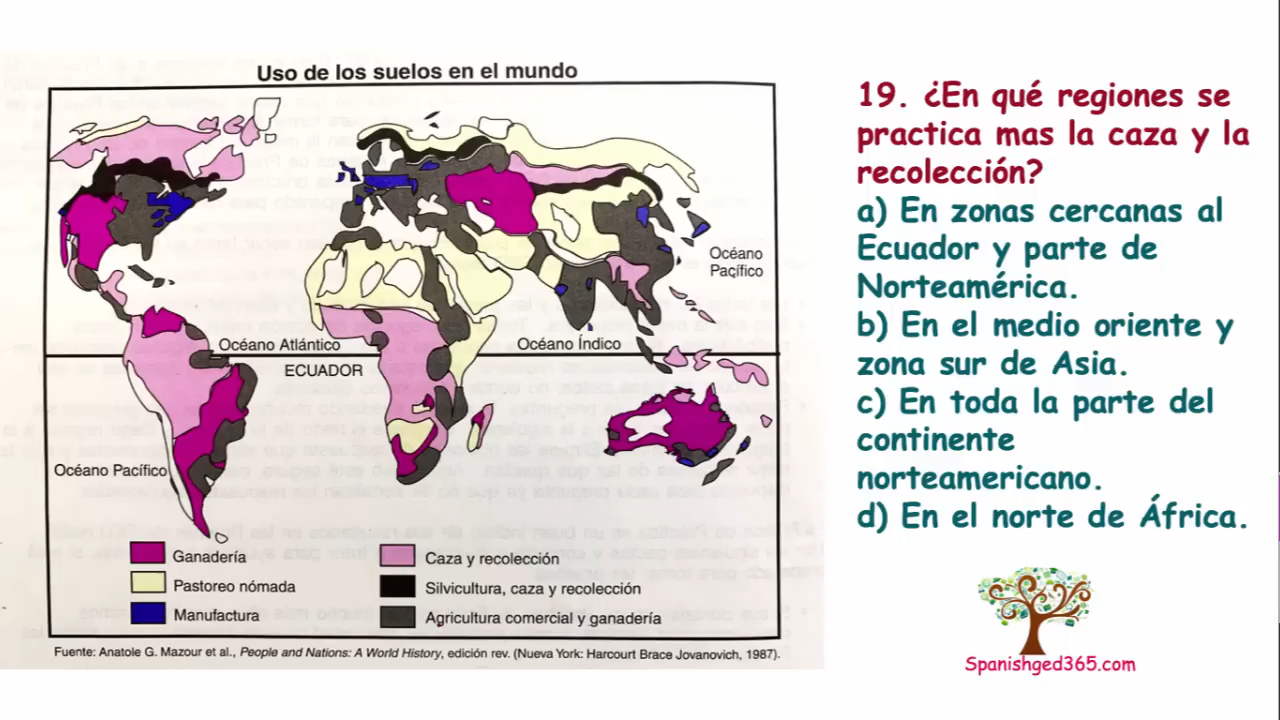 Uso de los suelos en el mundo
Océano
Pacífico
Océano Atlántico
Océano Índico
ECUADOR
Océano Pacífico
Ganadería
Pastoreo nómada
Manufactura
Caza y recolección
Silvicultura, caza y recolección
Agricultura comercial y ganadería
Fuente: Anatole G. Mazour et al., People and Nations: A World History, edición rev. (Nueva York: Harcourt Brace Jovanovich, 1987).
19. ¿En qué regiones se
practica mas la caza y la
recolección?
a) En zonas cercanas al
Ecuador y parte de
Norteamérica.
b) En el medio oriente y
zona sur de Asia.
c) En toda la parte del
continente
norteamericano.
d) En el norte de África.
Spanishged365.com